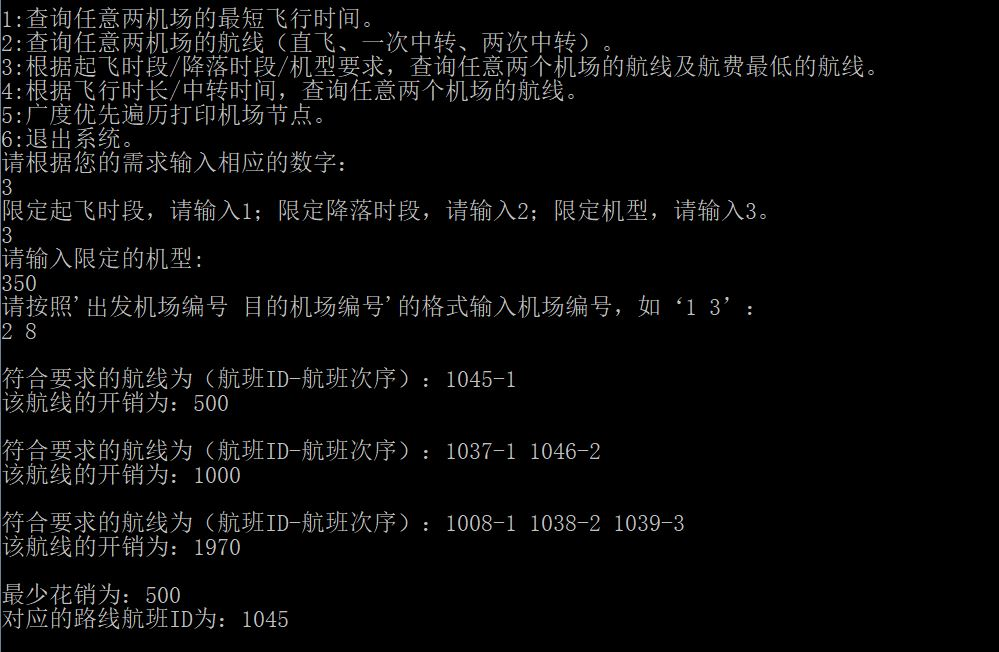 1:查询任意两机场的最短飞行时间。
2:查询任意两机场的航线（直飞、一次中转、两次中转）。
3:根据起飞时段/降落时段/机型要求，查询任意两个机场的航线及航费最低的航线。
4:根据飞行时长/中转时间，查询任意两个机场的航线。
5:广度优先遍历打印机场节点。
6:退出系统。
请根据您的需求输入相应的数字：
3
限定起飞时段，请输入1；限定降落时段，请输入2；限定机型，请输入3。
3
请输入限定的机型：
350
请按照'出发机场编号 目的机场编号'的格式输入机场编号，如‘1 3’：
2 8
符合要求的航线为（航班ID-航班次序）：1045-1
该航线的开销为：500
符合要求的航线为（航班ID-航班次序）：1037-1 1046-2
该航线的开销为：1000
符合要求的航线为（航班ID-航班次序）：1008-1 1038-2 1039-3
该航线的开销为：1970
最少花销为：500
对应的路线航班ID为：1045